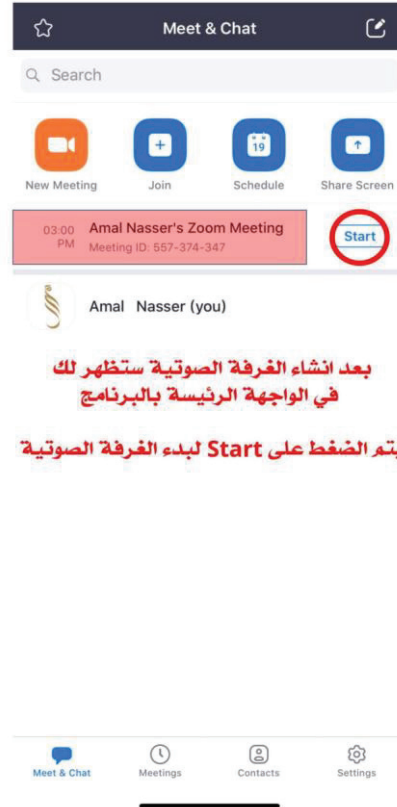 Meet & Chat
Search
19
New Meeting
Join
Schedule
Share Screen
03:00 PM
Amal Nasser's Zoom Meeting
Meeting ID: 557-374-347
Start
Amal Nasser (you)
بعد انشاء الغرفة الصوتية ستظهر لك
في الواجهة الرئيسة بالبرنامج
يتم الضغط على Start لبدء الغرفة الصوتية
Meet & Chat
Meetings
Contacts
Settings